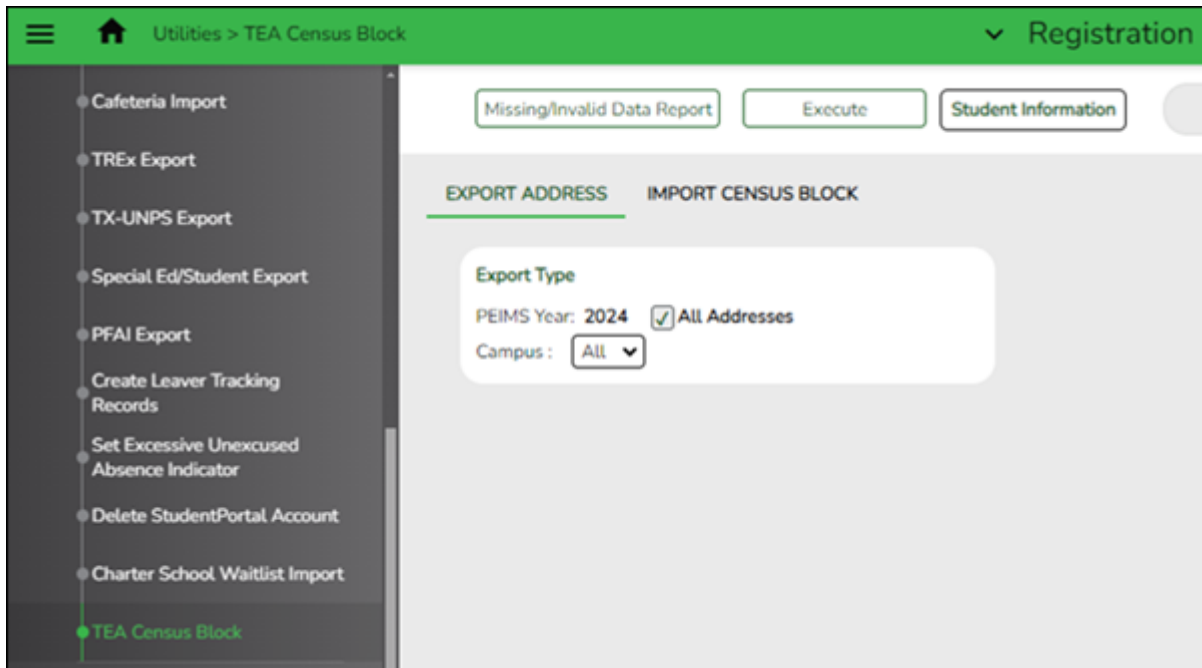 Utilities > TEA Census Block
Registration
Cafeteria Import
TREx Export
TX-UNPS Export
Special Ed/Student Export
PFAI Export
Create Leaver Tracking
Records
Set Excessive Unexcused
Absence Indicator
Delete StudentPortal Account
Charter School Waitlist Import
TEA Census Block
Missing/Invalid Data Report Execute Student Information
EXPORT ADDRESS IMPORT CENSUS BLOCK
Export Type
PEIMS Year: 2024 All Addresses
Campus : All